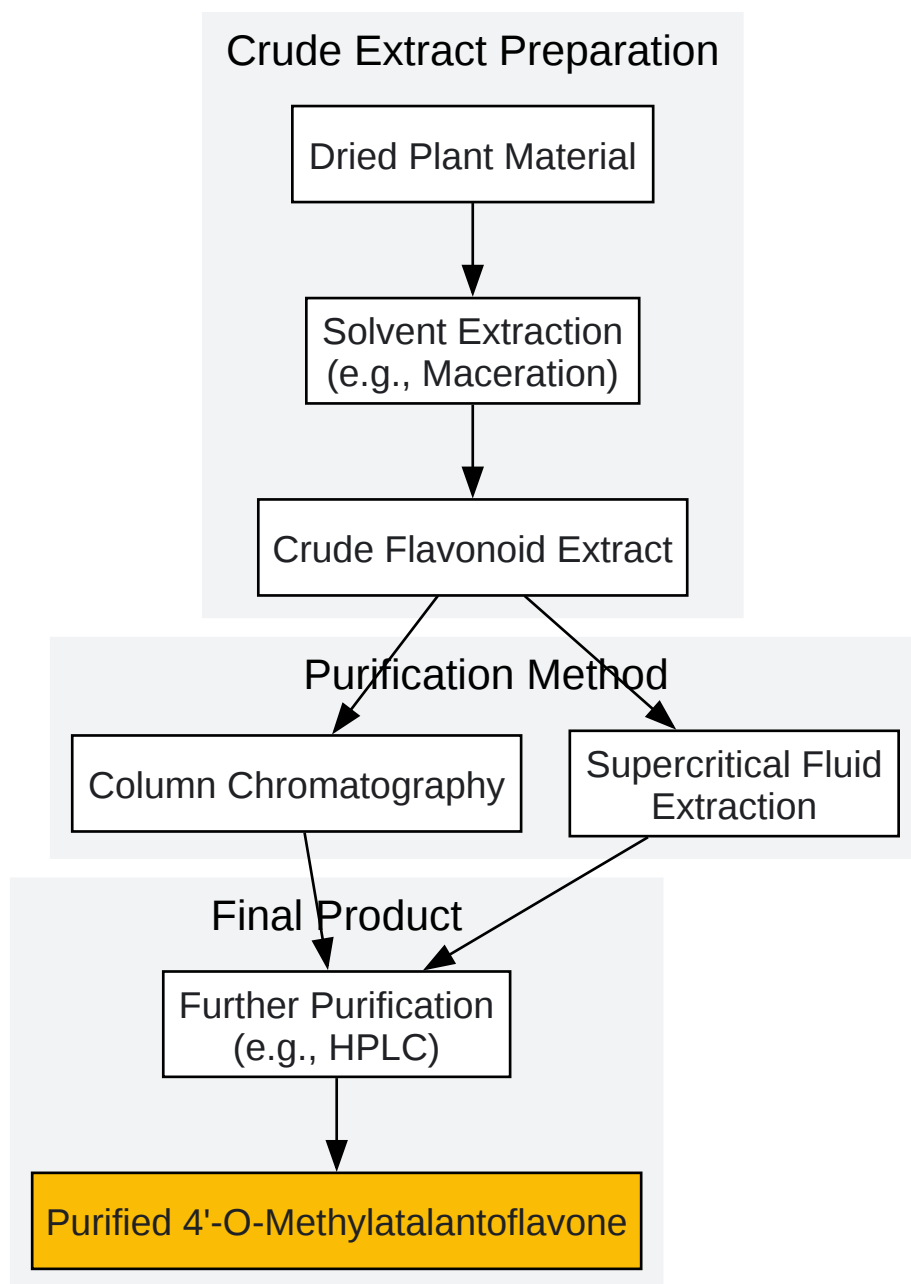 Crude Extract Preparation
Dried Plant Material
Solvent Extraction
(e.g., Maceration)
Crude Flavonoid Extract
Purification Method
Column Chromatography
Supercritical Fluid
Extraction
Final Product
Further Purification
(e.g., HPLC)
Purified 4'-O-Methylatalantoflavone